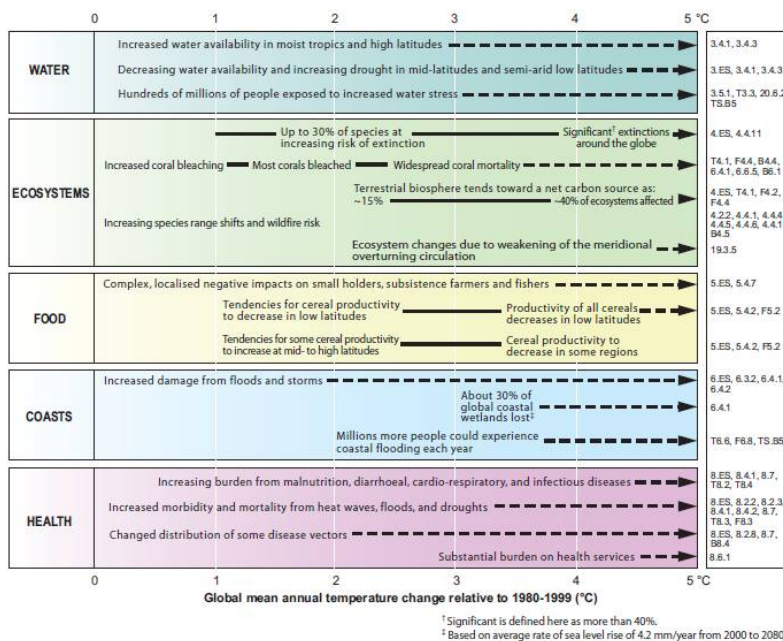 0 1 2 3 4 5 °C
WATER
Increased water availability in moist tropics and high latitudes
3.4.1, 3.4.3
Decreasing water availability and increasing drought in mid-latitudes and semi-arid low latitudes
3.ES, 3.4.1, 3.4.3
Hundreds of millions of people exposed to increased water stress
3.5.1, T3.3, 20.6.2
TS.B5
ECOSYSTEMS
Up to 30% of species at
increasing risk of extinction
Significant† extinctions
around the globe
4.ES, 4.4.11
Increased coral bleaching Most corals bleached Widespread coral mortality
T4.1, F4.4, B4.4,
6.4.1, 6.6.5, B6.1
Terrestrial biosphere tends toward a net carbon source as:
~15% ~40% of ecosystems affected
4.ES, T4.1, F4.2,
F4.4
Increasing species range shifts and wildfire risk
4.2.2, 4.4.1, 4.4.4
4.4.5, 4.4.6, 4.4.1
B4.5
Ecosystem changes due to weakening of the meridional
overturning circulation
19.3.5
FOOD
Complex, localised negative impacts on small holders, subsistence farmers and fishers
5.ES, 5.4.7
Tendencies for cereal productivity
to decrease in low latitudes
Productivity of all cereals
decreases in low latitudes
5.ES, 5.4.2, F5.2
Tendencies for some cereal productivity
to increase at mid- to high latitudes
Cereal productivity to
decrease in some regions
5.ES, 5.4.2, F5.2
COASTS
Increased damage from floods and storms
6.ES, 6.3.2, 6.4.1,
6.4.2
About 30% of
global coastal
wetlands lost‡
6.4.1
Millions more people could experience
coastal flooding each year
T6.6, F6.8, TS.B5
HEALTH
Increasing burden from malnutrition, diarrhoeal, cardio-respiratory, and infectious diseases
8.ES, 8.4.1, 8.7,
T8.2, T8.4
Increased morbidity and mortality from heat waves, floods, and droughts
8.ES, 8.2.2, 8.2.3
8.4.1, 8.4.2, 8.7,
T8.3, F8.3
Changed distribution of some disease vectors
8.ES, 8.2.8, 8.7,
B8.4
Substantial burden on health services
8.6.1
0 1 2 3 4 5 °C
Global mean annual temperature change relative to 1980-1999 (°C)
† Significant is defined here as more than 40%.
‡ Based on average rate of sea level rise of 4.2 mm/year from 2000 to 2080